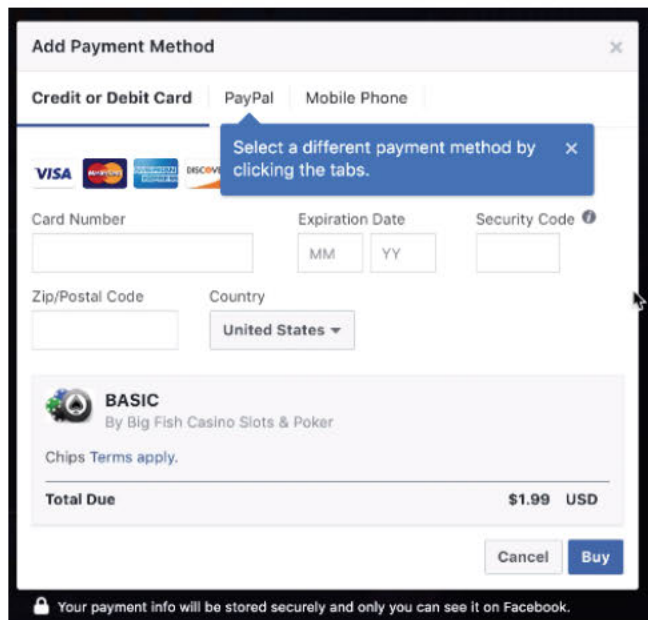 Add Payment Method ×
Credit or Debit Card PayPal Mobile Phone
Select a different payment method by ×
clicking the tabs.
VISA
Card Number Expiration Date Security Code
MM YY
Zip/Postal Code Country
United States
BASIC
By Big Fish Casino Slots & Poker
Chips Terms apply.
Total Due $1.99 USD
Cancel Buy
Your payment info will be stored securely and only you can see it on Facebook.